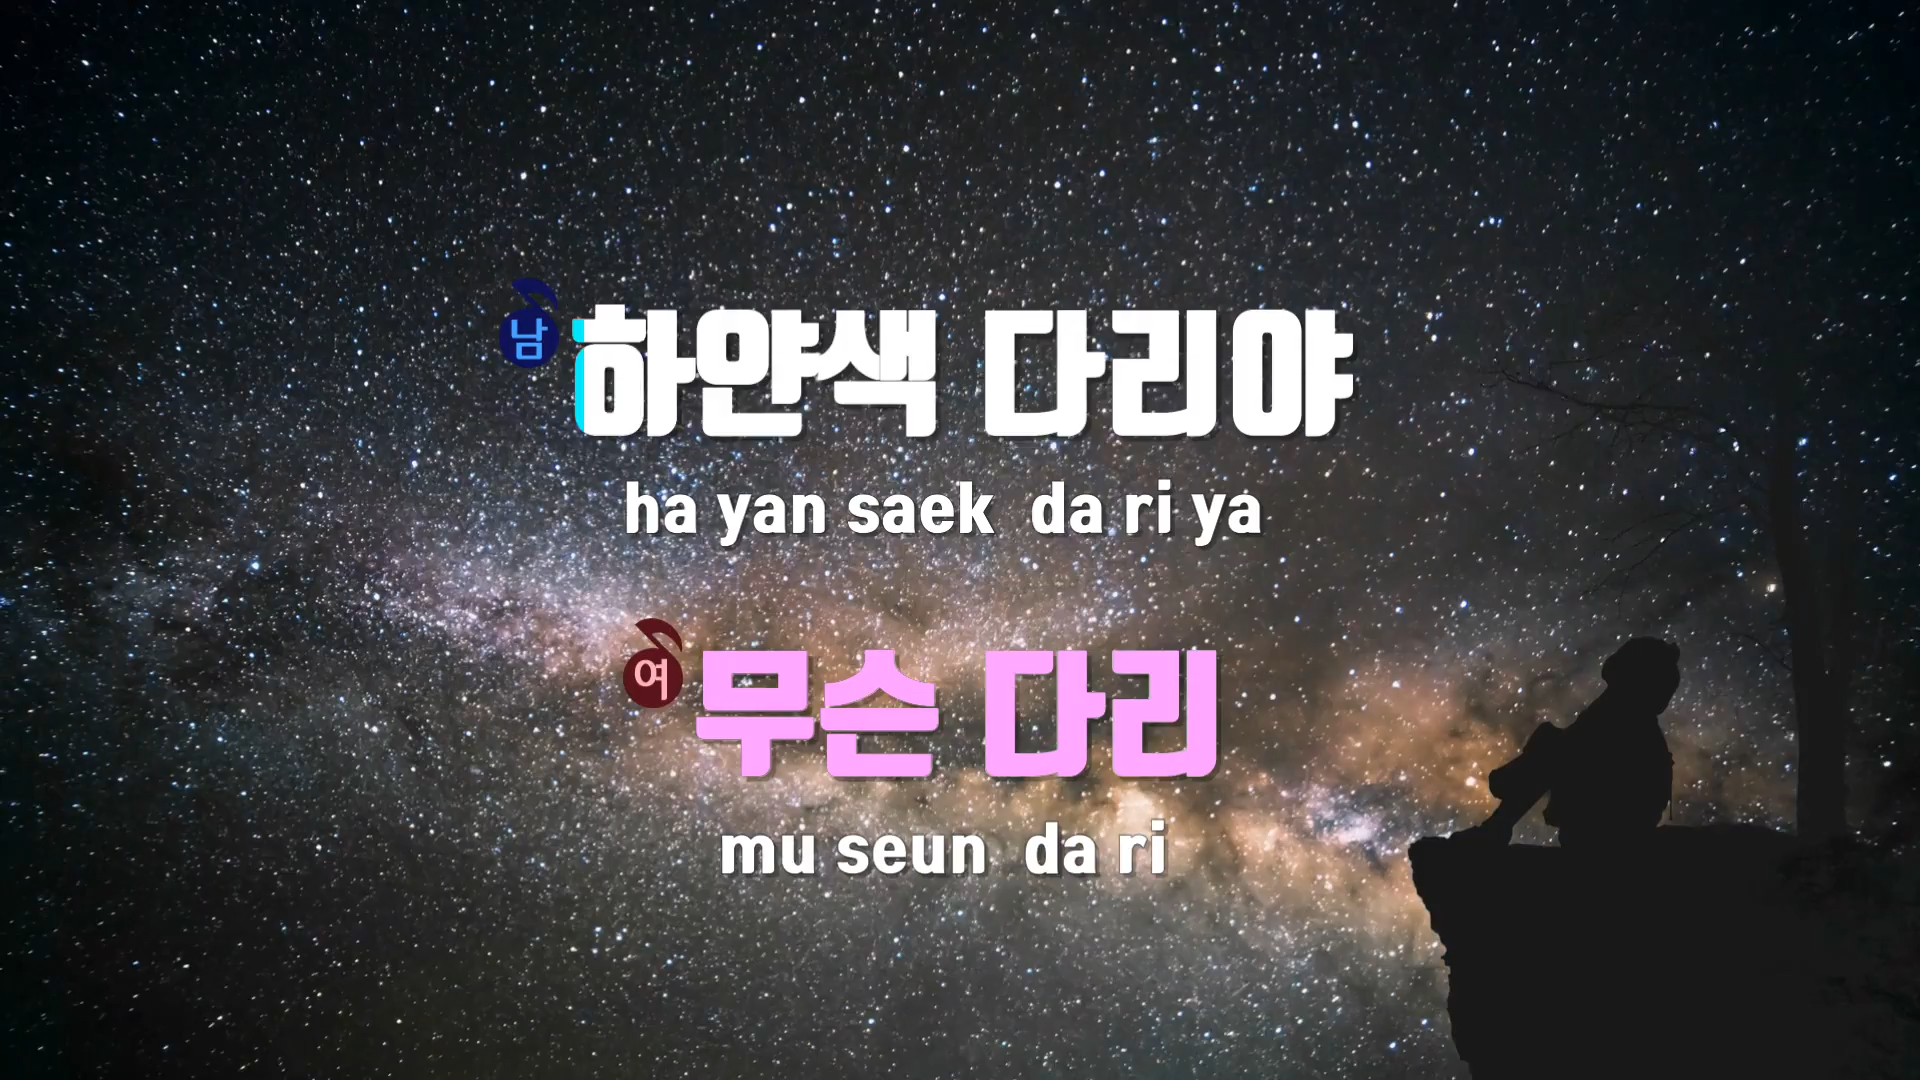 남 하얀색 다리야
ha yan saek da ri ya
여 무슨 다리
mu seun da ri